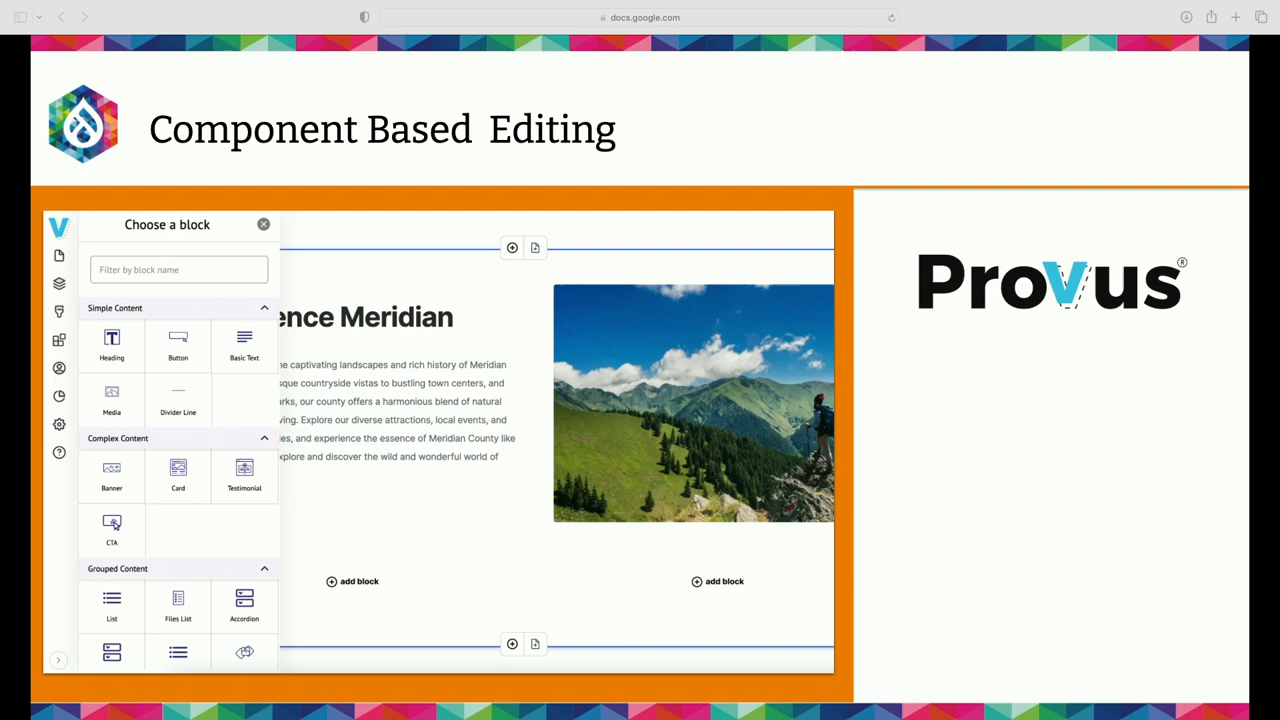 docs.google.com
Component Based Editing
Choose a block
Filter by block name
Simple Content
Heading
Button
Basic Text
Media
Divider Line
Complex Content
Banner
Card
Testimonial
CTA
Grouped Content
List
Files List
Accordion
ence Meridian
ne captivating landscapes and rich history of Meridian
sque countryside vistas to bustling town centers, and
arks, our county offers a harmonious blend of natural
ving. Explore our diverse attractions, local events, and
ies, and experience the essence of Meridian County like
xplore and discover the wild and wonderful world of
add block
add block
Provus®